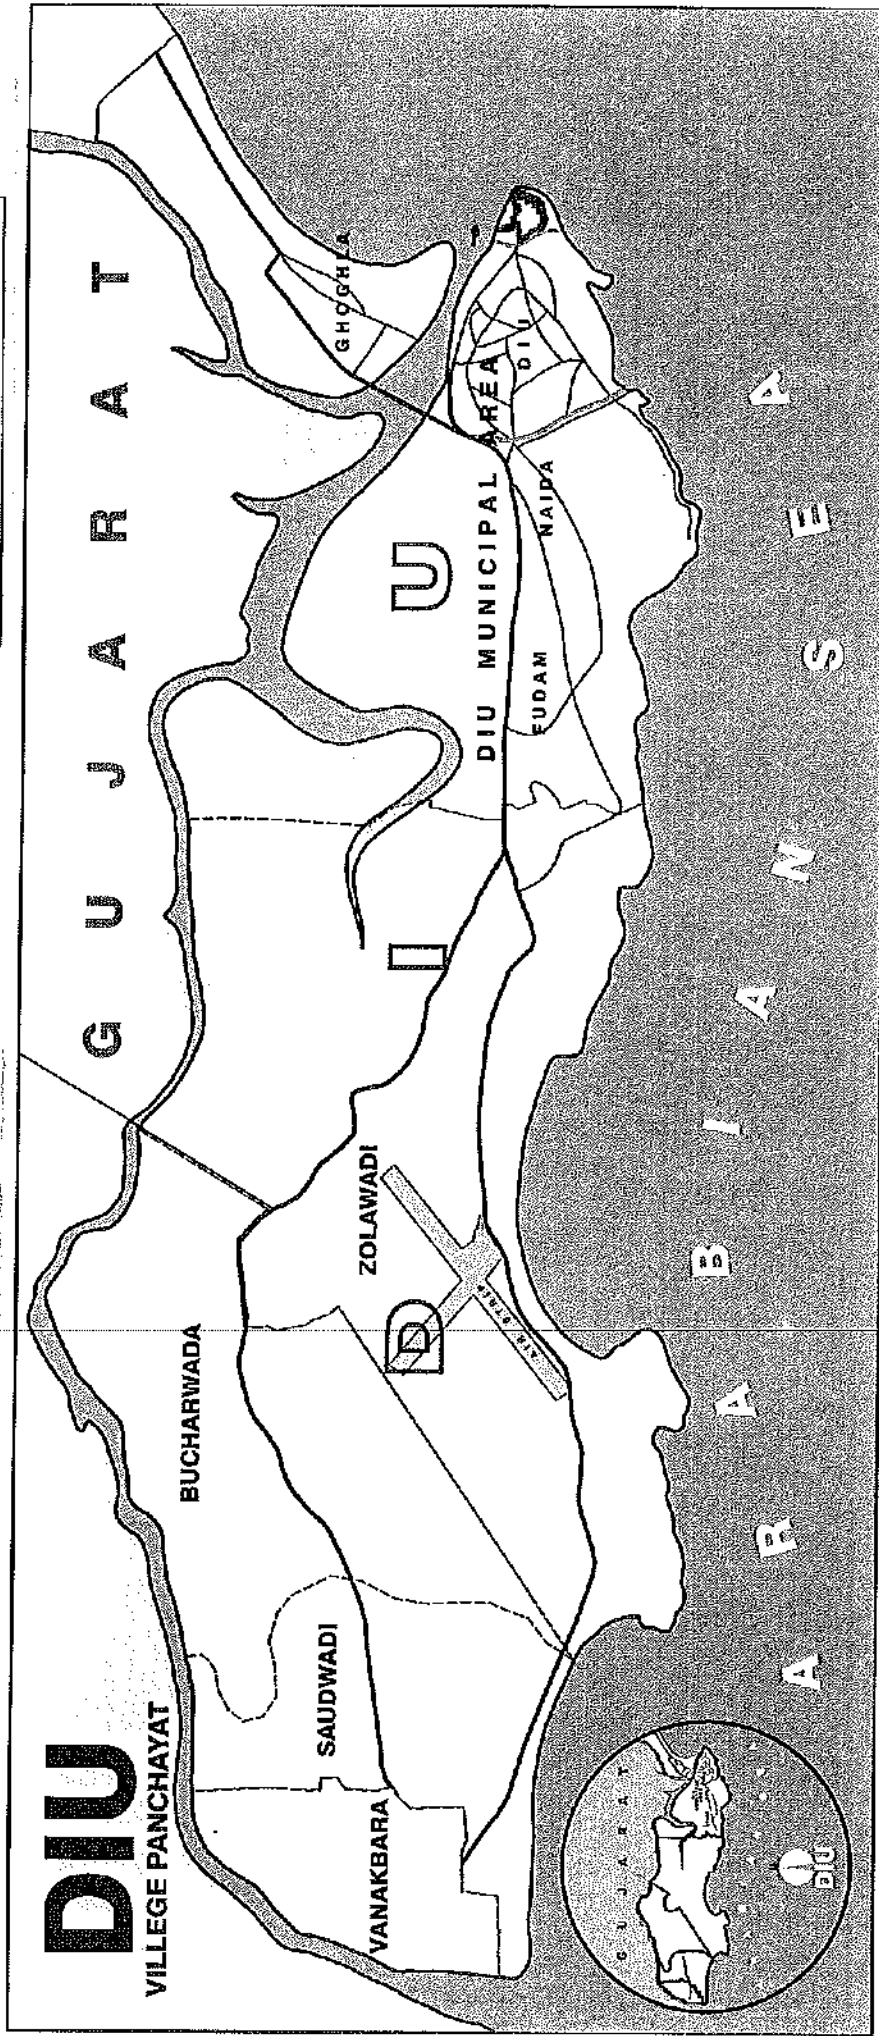 DIU
VILLEGE PANCHAYAT
GUJARAT
VANAKBARA
SAUDWADI
BUCHARWADA
ZOLAWADI
DIU
AIR STRIP
DIU MUNICIPAL AREA
FUDAM
NAIDA
DIU
GHOGHLA
ARABIAN SEA
GUJARAT
DIU